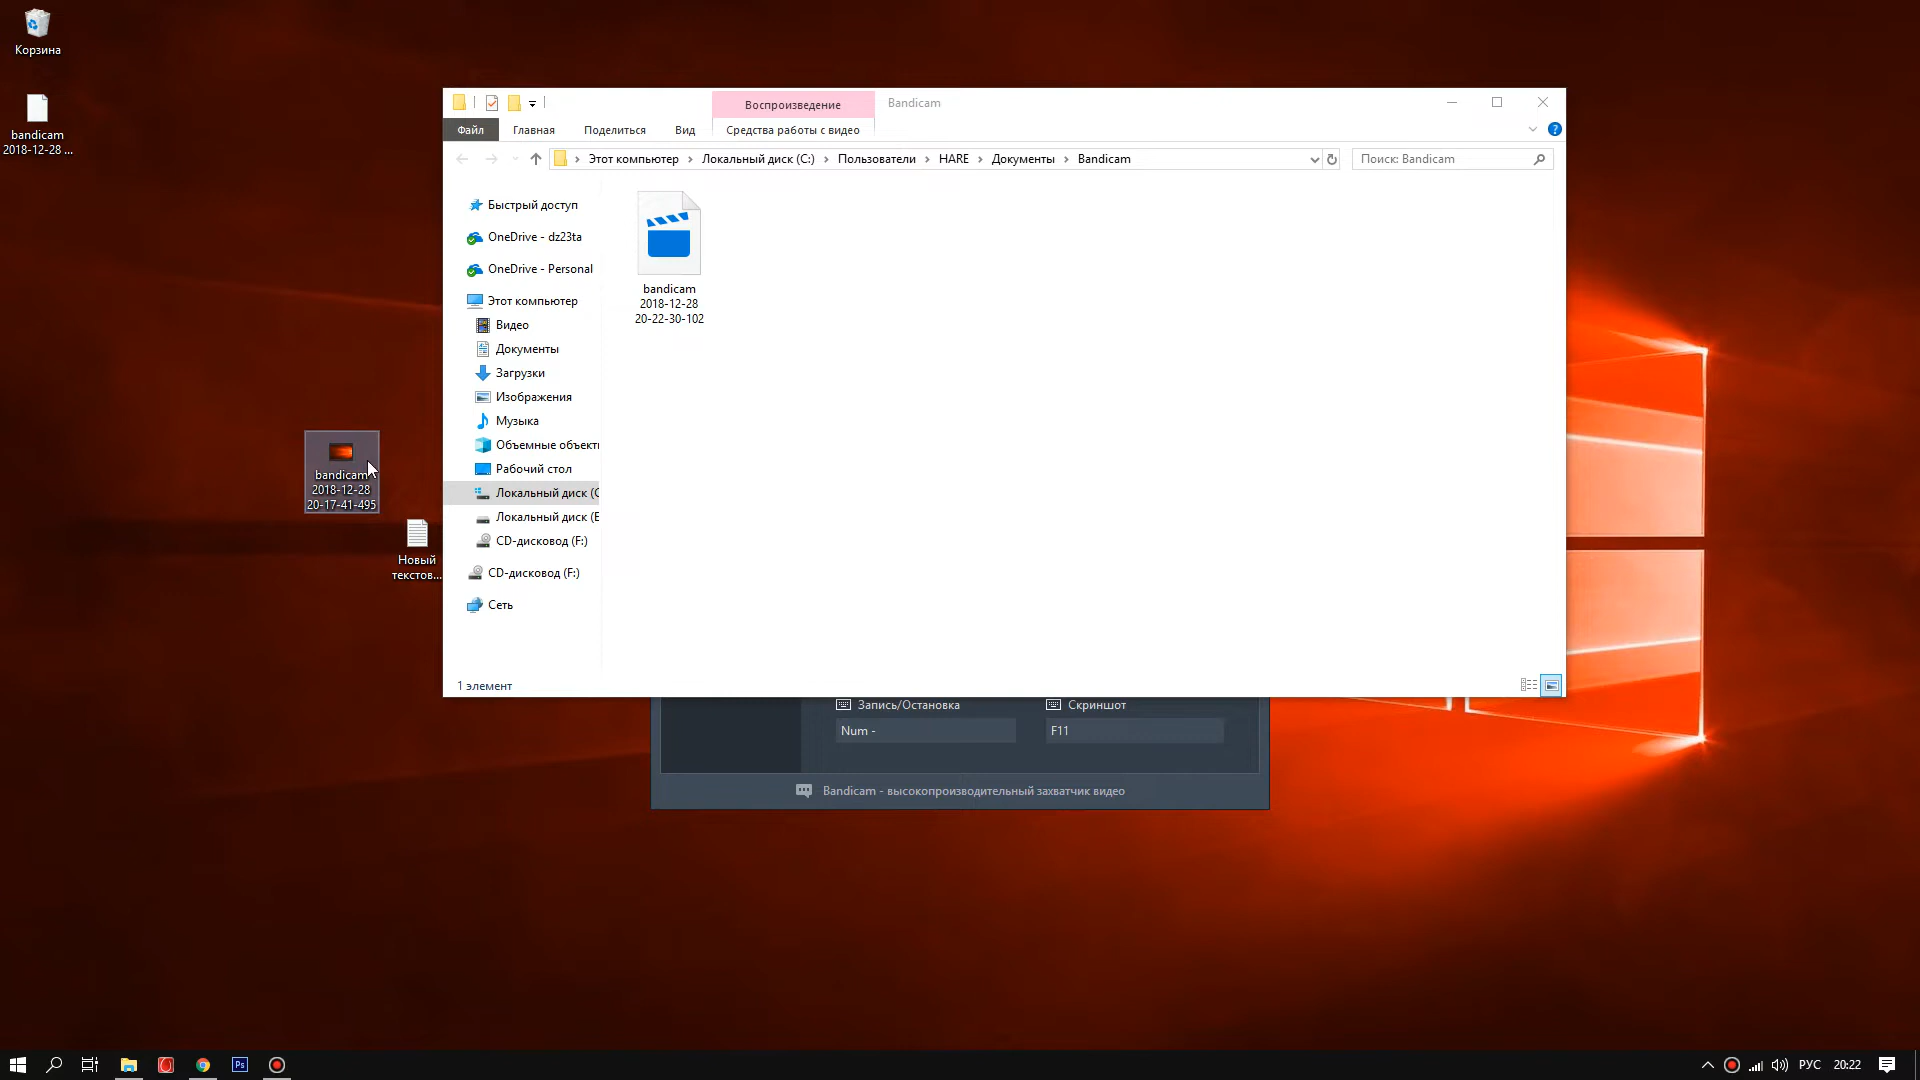 Корзина
bandicam
2018-12-28 ...
Воспроизведение
Bandicam
Файл
Главная
Поделиться
Вид
Средства работы с видео
Этот компьютер
Локальный диск (C:)
Пользователи
HARE
Документы
Bandicam
Поиск: Bandicam
Быстрый доступ
OneDrive - dz23ta
OneDrive - Personal
Этот компьютер
Видео
Документы
Загрузки
Изображения
Музыка
Объемные объект
Рабочий стол
Локальный диск (C
Локальный диск (E
CD-дисковод (F:)
CD-дисковод (F:)
Сеть
bandicam
2018-12-28
20-22-30-102
1 элемент
bandicam
2018-12-28
20-17-41-495
Новый
текстов...
Запись/Остановка
Скриншот
Num -
F11
Bandicam - высокопроизводительный захватчик видео
Ps
РУС
20:22